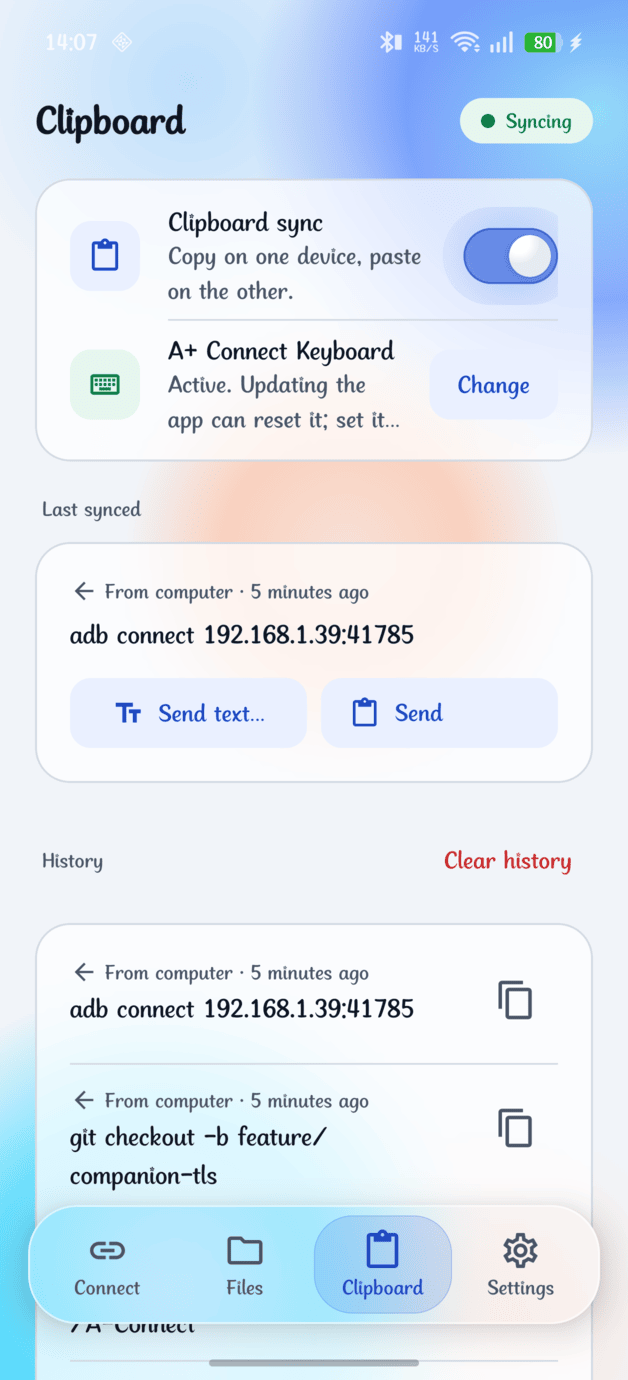 14:07
141
KB/S
80
Clipboard
Syncing
Clipboard sync
Copy on one device, paste
on the other.
A+ Connect Keyboard
Active. Updating the
app can reset it; set it...
Change
Last synced
← From computer · 5 minutes ago
adb connect 192.168.1.39:41785
Send text...
Send
History
Clear history
← From computer · 5 minutes ago
adb connect 192.168.1.39:41785
← From computer · 5 minutes ago
git checkout -b feature/
companion-tls
Connect
Files
Clipboard
Settings
/A-Connect